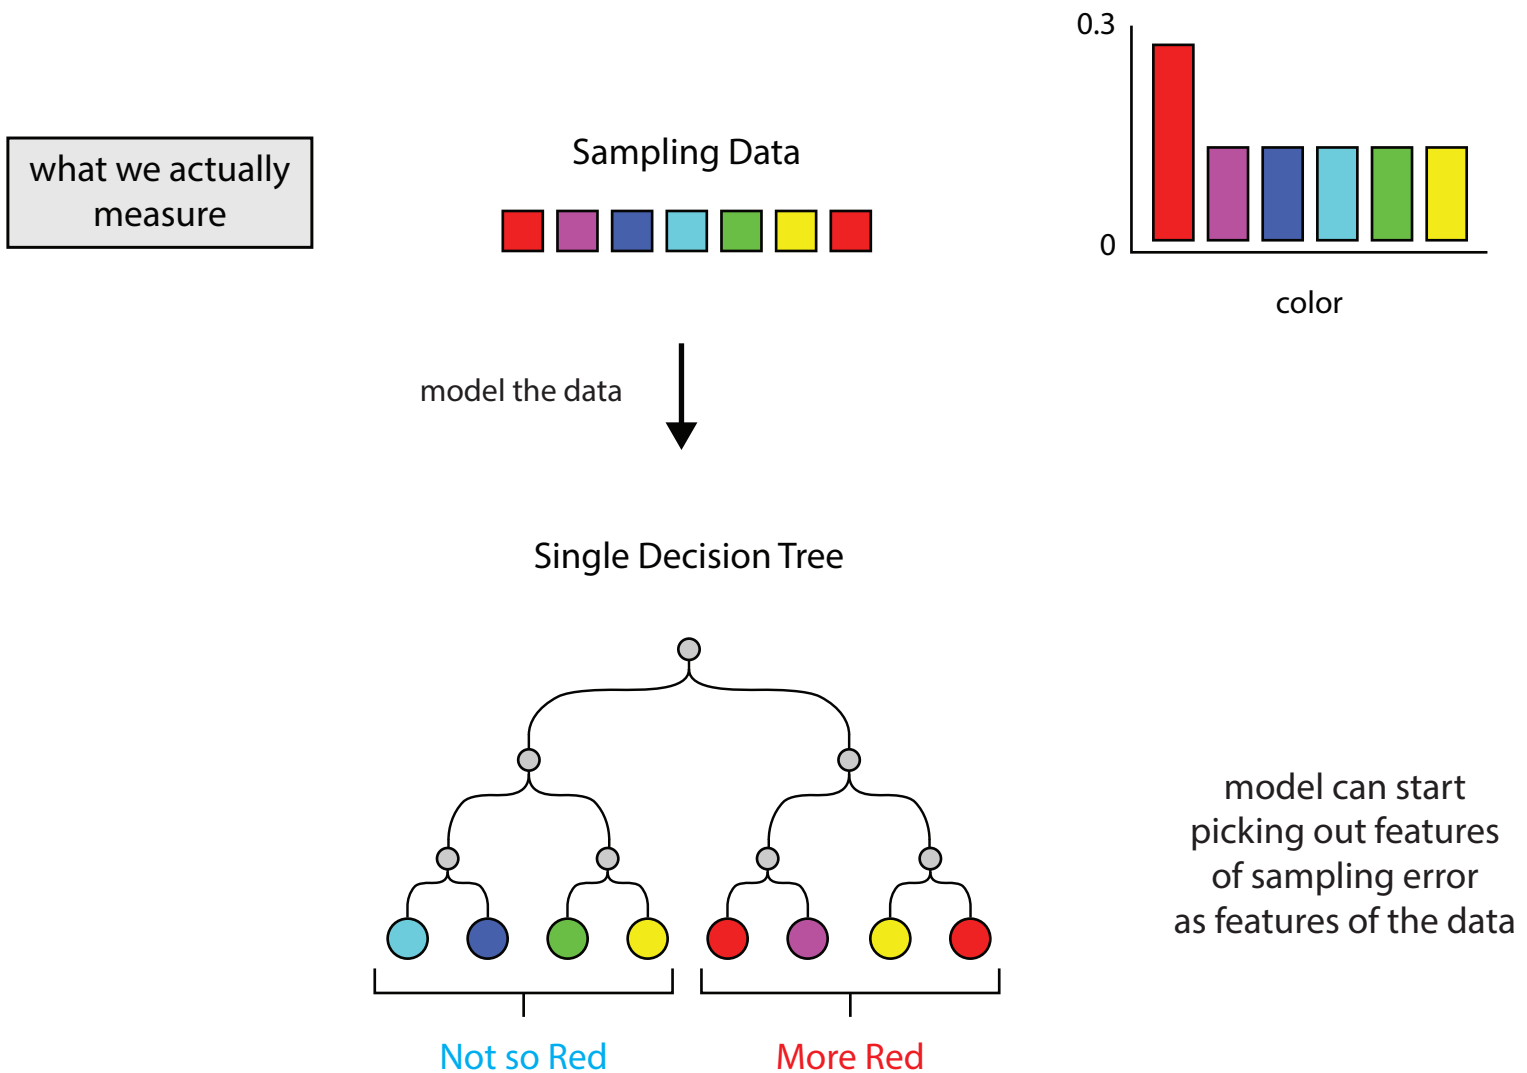 what we actually
measure
Sampling Data
0.3
0
color
model the data
Single Decision Tree
model can start
picking out features
of sampling error
as features of the data
Not so Red
More Red